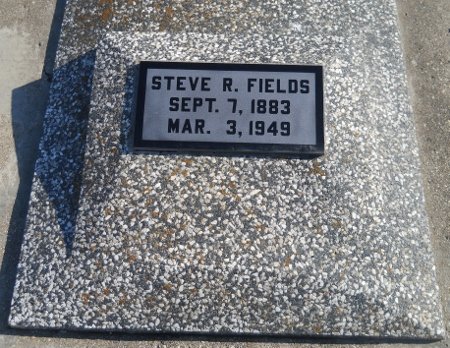 STEVE R. FIELDS
SEPT. 7, 1883
MAR. 3, 1949